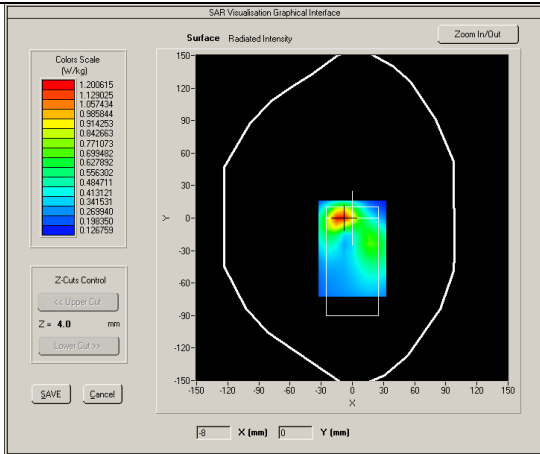 SAR Visualisation Graphical Interface
Surface Radiated Intensity
Zoom In/Out
Colors Scale
(W/kg)
1.200615
1.129025
1.057434
0.985844
0.914253
0.842663
0.771073
0.699482
0.627892
0.556302
0.484711
0.413121
0.341531
0.269940
0.198350
0.126759
Z-Cuts Control
<< Upper Cut
Z = 4.0 mm
Lower Cut >>
SAVE Cancel
150
120
90
60
30
0
-30
-60
-90
-120
-150
Y
-150 -120 -90 -60 -30 0 30 60 90 120 150
X
-8 X (mm) 0 Y (mm)